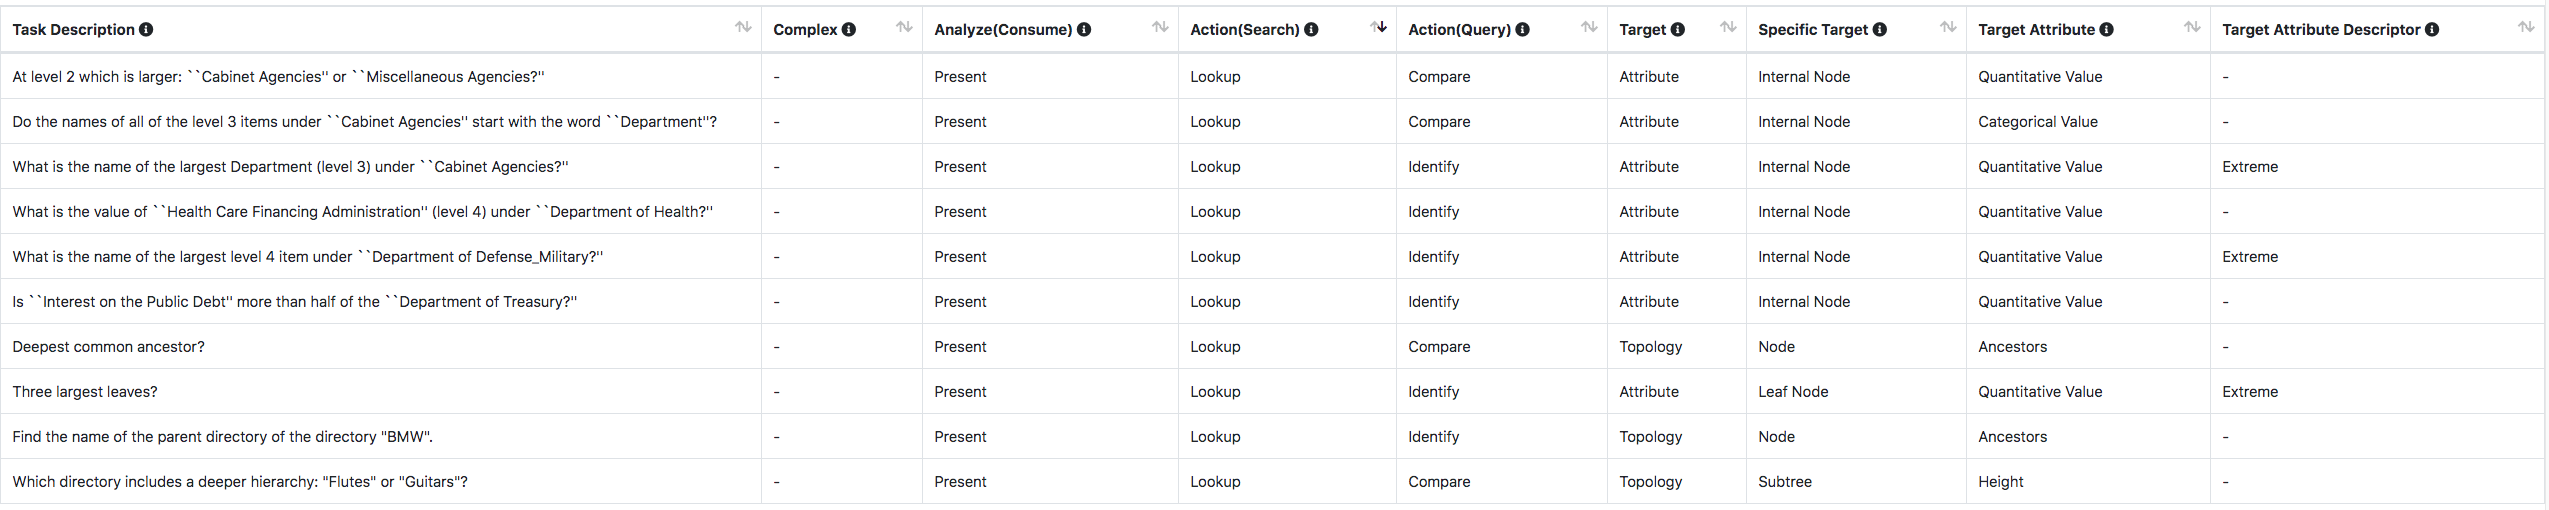 Task Description Complex Analyze(Consume) Action(Search) Action(Query) Target Specific Target Target Attribute Target Attribute Descriptor
At level 2 which is larger: ``Cabinet Agencies'' or ``Miscellaneous Agencies?'' - Present Lookup Compare Attribute Internal Node Quantitative Value -
Do the names of all of the level 3 items under ``Cabinet Agencies'' start with the word ``Department''? - Present Lookup Compare Attribute Internal Node Categorical Value -
What is the name of the largest Department (level 3) under ``Cabinet Agencies?'' - Present Lookup Identify Attribute Internal Node Quantitative Value Extreme
What is the value of ``Health Care Financing Administration'' (level 4) under ``Department of Health?'' - Present Lookup Identify Attribute Internal Node Quantitative Value -
What is the name of the largest level 4 item under ``Department of Defense_Military?'' - Present Lookup Identify Attribute Internal Node Quantitative Value Extreme
Is ``Interest on the Public Debt'' more than half of the ``Department of Treasury?'' - Present Lookup Identify Attribute Internal Node Quantitative Value -
Deepest common ancestor? - Present Lookup Compare Topology Node Ancestors -
Three largest leaves? - Present Lookup Identify Attribute Leaf Node Quantitative Value Extreme
Find the name of the parent directory of the directory "BMW". - Present Lookup Identify Topology Node Ancestors -
Which directory includes a deeper hierarchy: "Flutes" or "Guitars"? - Present Lookup Compare Topology Subtree Height -